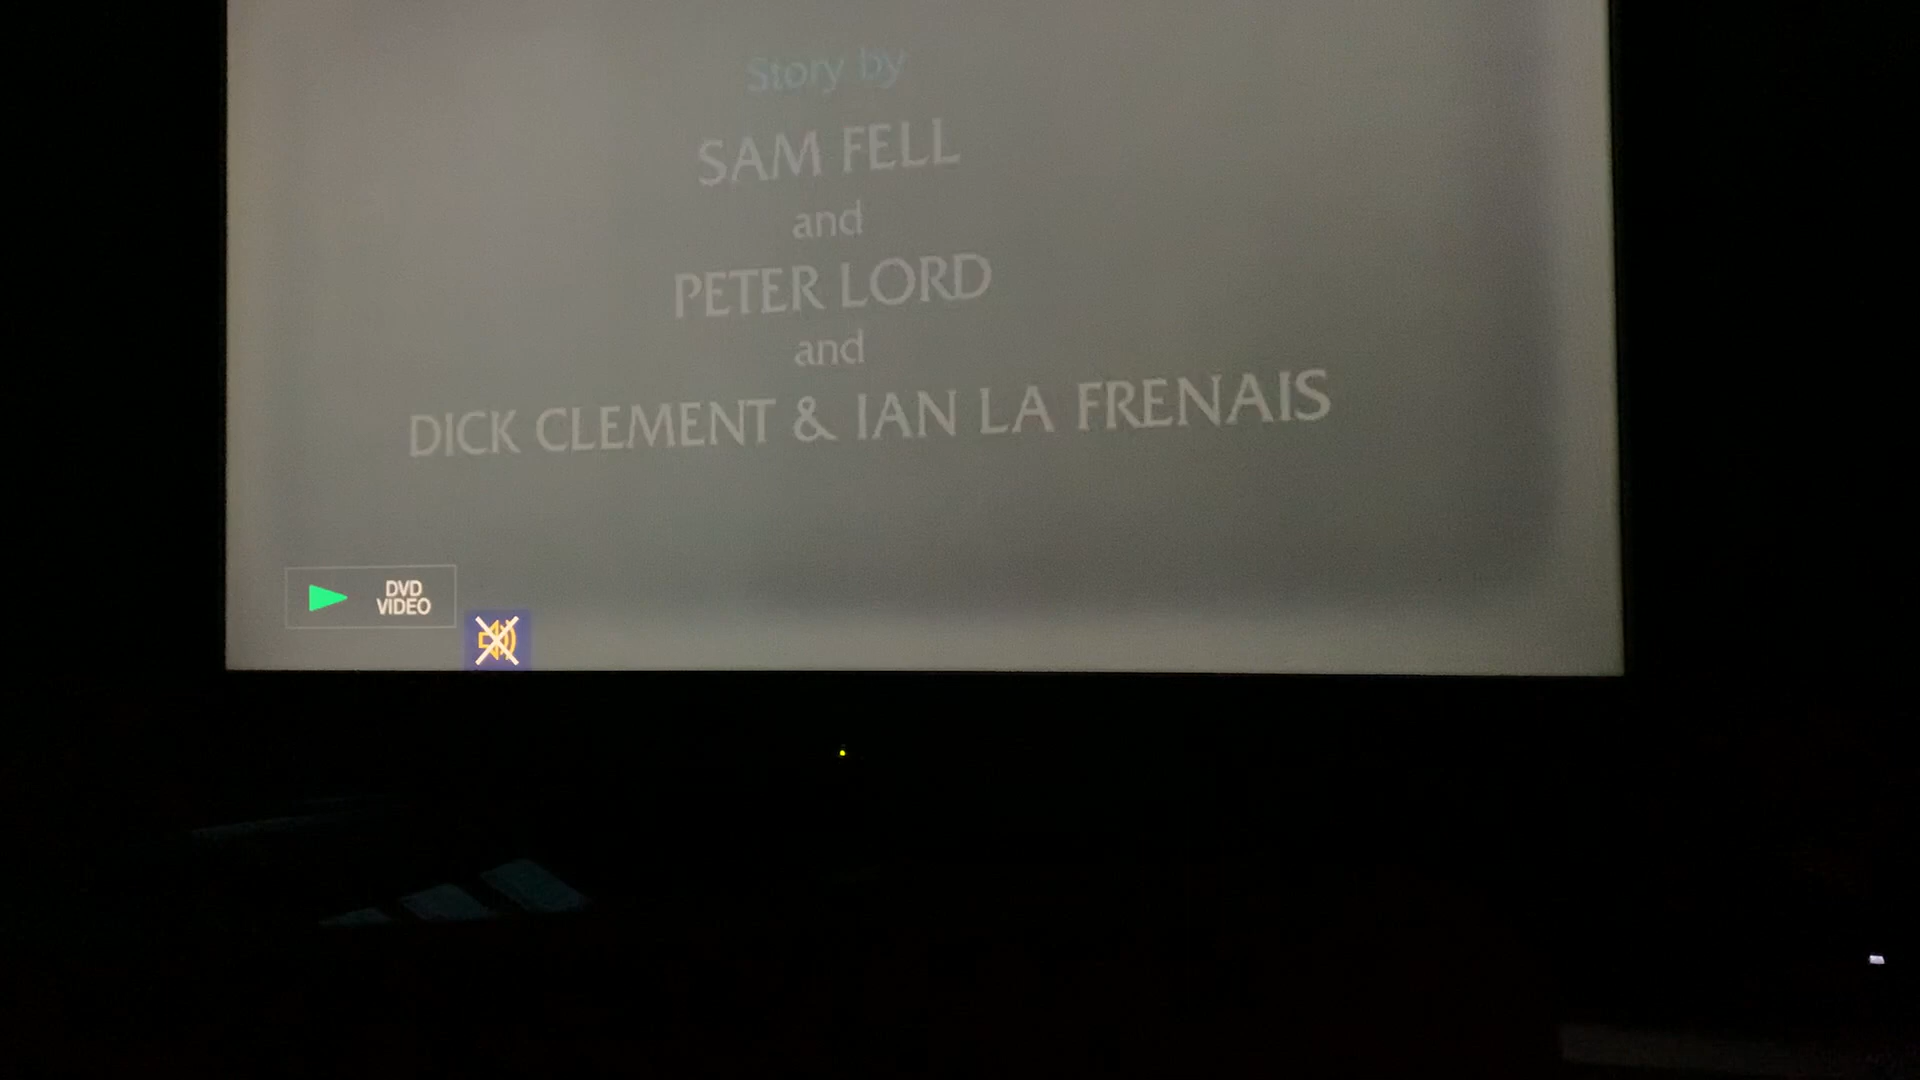 Story by
SAM FELL
and
PETER LORD
and
DICK CLEMENT & IAN LA FRENAIS
DVD
VIDEO